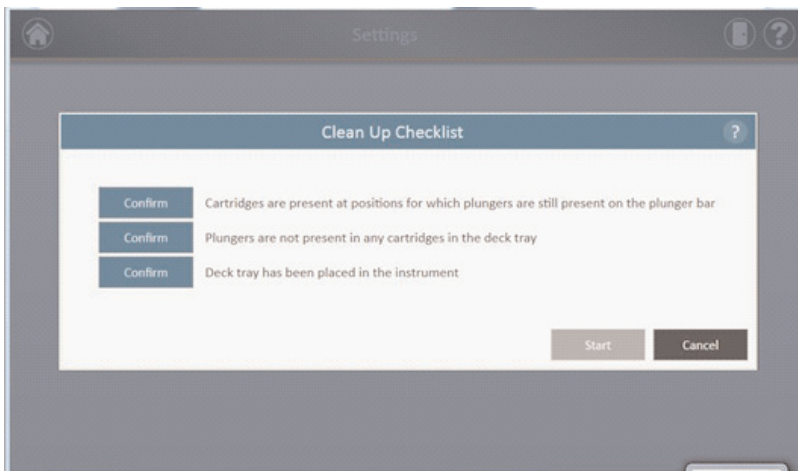 Settings
?
Clean Up Checklist
?
Confirm Cartridges are present at positions for which plungers are still present on the plunger bar
Confirm Plungers are not present in any cartridges in the deck tray
Confirm Deck tray has been placed in the instrument
Start Cancel